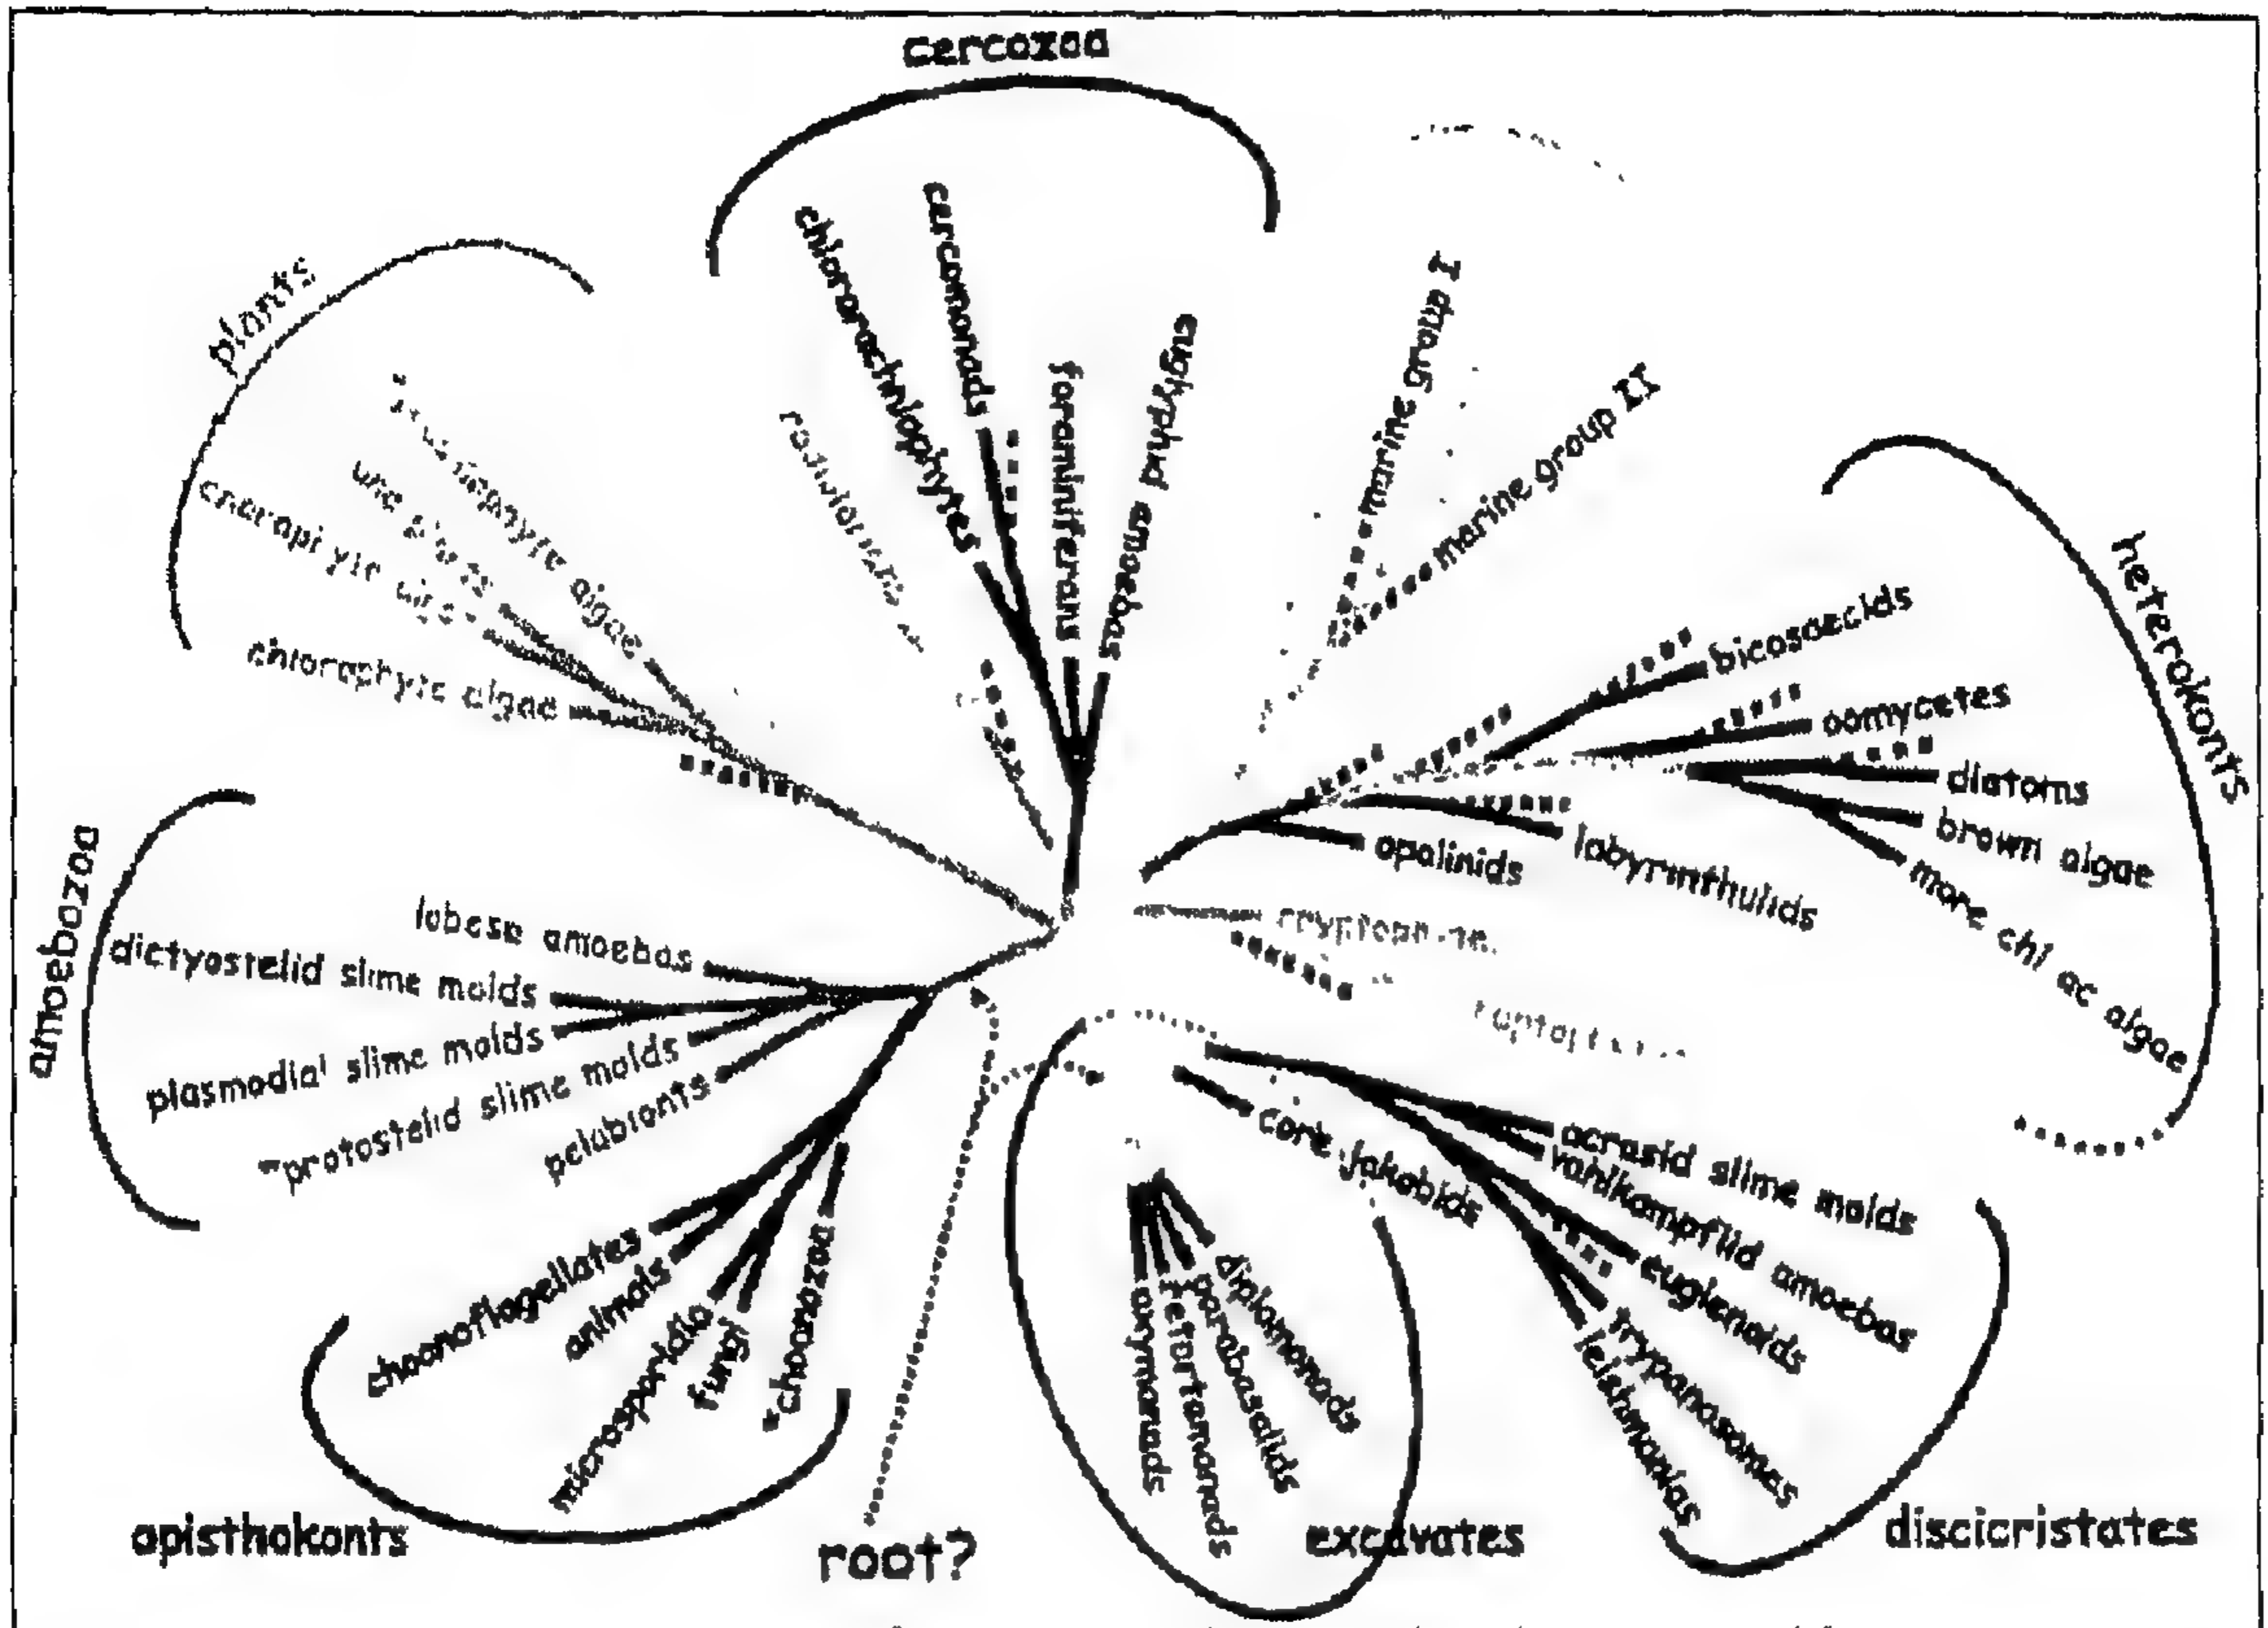 cercozoa
plants
chlorarachniophytes
cercomonads
foraminiferans
euglyphid amoebas
marine group I
marine group II
algae
chlorophyte algae
heterokonts
bicosoecids
oomycetes
diatoms
brown algae
more chl ac algae
labyrinthulids
opalinids
amoebozoa
lobose amoebas
dictyostelid slime molds
plasmodial slime molds
protostelid slime molds
pelobionts
choanoflagellates
animals
microsporidia
fungi
*choanozoa
opisthokonts
root?
core jakobids
diplomonads
parabasalids
retortamonads
oxymonads
excavates
acrasid slime molds
vahlkampfiid amoebas
euglenoids
trypanosomes
leishmanias
discicristates